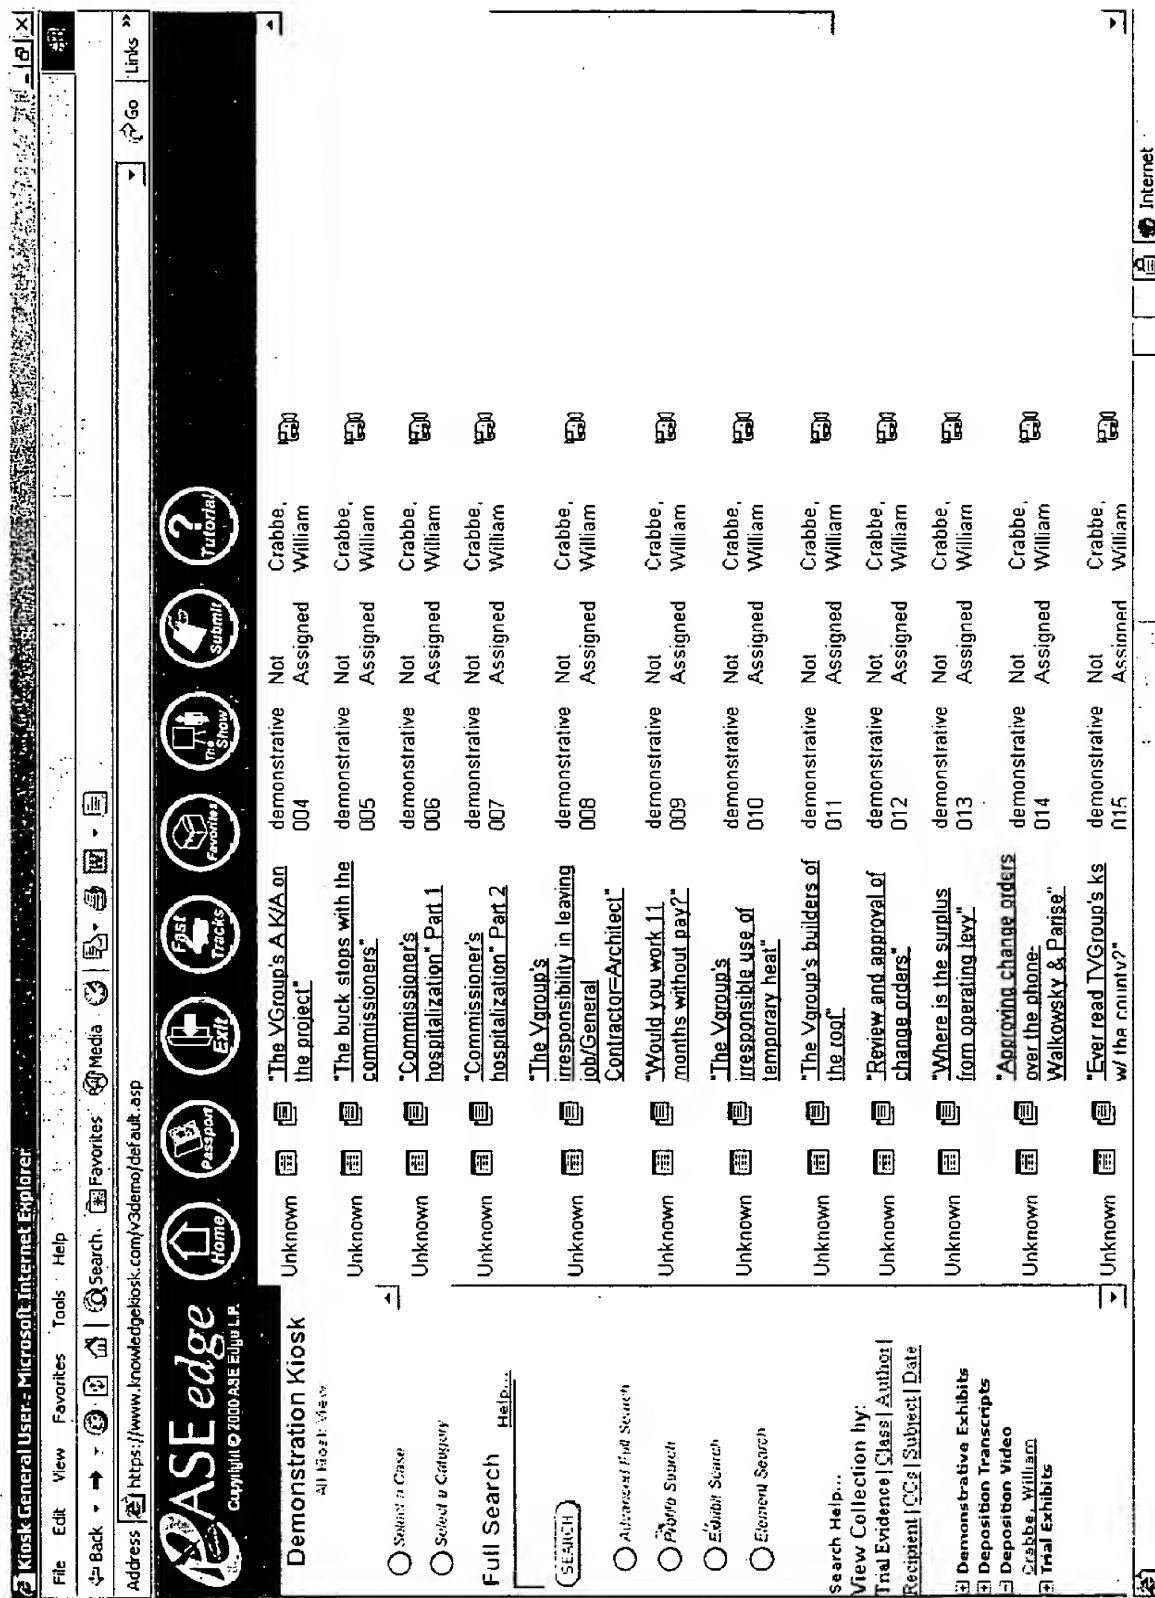 Kiosk General User - Microsoft Internet Explorer
File Edit View Favorites Tools Help
Back Search Favorites Media
Address https://www.knowledgekiosk.com/v3demo/default.asp Go Links »
ASE edge
Copyright © 2000 ASE Edge L.P.
Home Passport Exit Fast Tracks Favorites The Show Submit ? Tutorial
Demonstration Kiosk
All Kiosk View
Select a Case
Select a Category
Full Search Help...
SEARCH
Advanced Full Search
Profile Search
Exhibit Search
Element Search
Search Help...
View Collection by:
Trial Evidence | Class | Author |
Recipient | CCs | Subject | Date
Demonstrative Exhibits
Deposition Transcripts
Deposition Video
Crabbe, William
Trial Exhibits
Unknown "The VGroup's A K/A on demonstrative Not Crabbe,
the project" 004 Assigned William
Unknown "The buck stops with the demonstrative Not Crabbe,
commissioners" 005 Assigned William
Unknown "Commissioner's demonstrative Not Crabbe,
hospitalization" Part 1 006 Assigned William
Unknown "Commissioner's demonstrative Not Crabbe,
hospitalization" Part 2 007 Assigned William
Unknown "The Vgroup's demonstrative Not Crabbe,
irresponsibility in leaving 008 Assigned William
job/General
Contractor=Architect"
Unknown "Would you work 11 demonstrative Not Crabbe,
months without pay?" 009 Assigned William
Unknown "The Vgroup's demonstrative Not Crabbe,
irresponsible use of 010 Assigned William
temporary heat"
Unknown "The Vgroup's builders of demonstrative Not Crabbe,
the roof" 011 Assigned William
Unknown "Review and approval of demonstrative Not Crabbe,
change orders" 012 Assigned William
Unknown "Where is the surplus demonstrative Not Crabbe,
from operating levy" 013 Assigned William
Unknown "Approving change orders demonstrative Not Crabbe,
over the phone- 014 Assigned William
Walkowsky & Parise"
Unknown "Ever read TVGroup's ks demonstrative Not Crabbe,
w/ the county?" 015 Assigned William
Internet